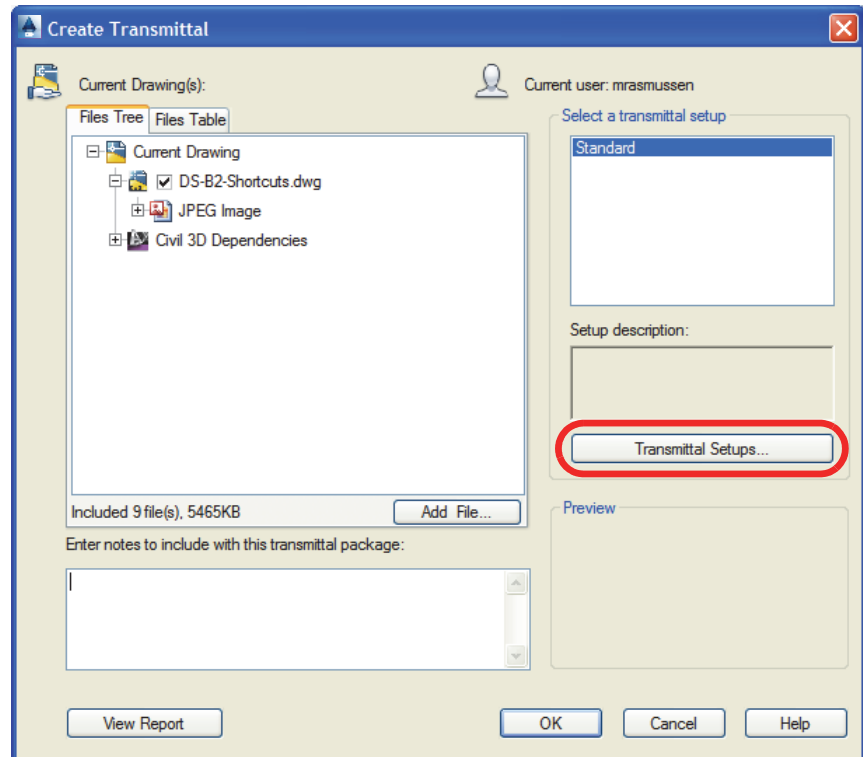 Create Transmittal
Current Drawing(s):
Current user: mrasmussen
Files Tree
Files Table
Current Drawing
DS-B2-Shortcuts.dwg
JPEG Image
Civil 3D Dependencies
Included 9 file(s), 5465KB
Add File...
Select a transmittal setup
Standard
Setup description:
Transmittal Setups...
Preview
Enter notes to include with this transmittal package:
View Report
OK
Cancel
Help